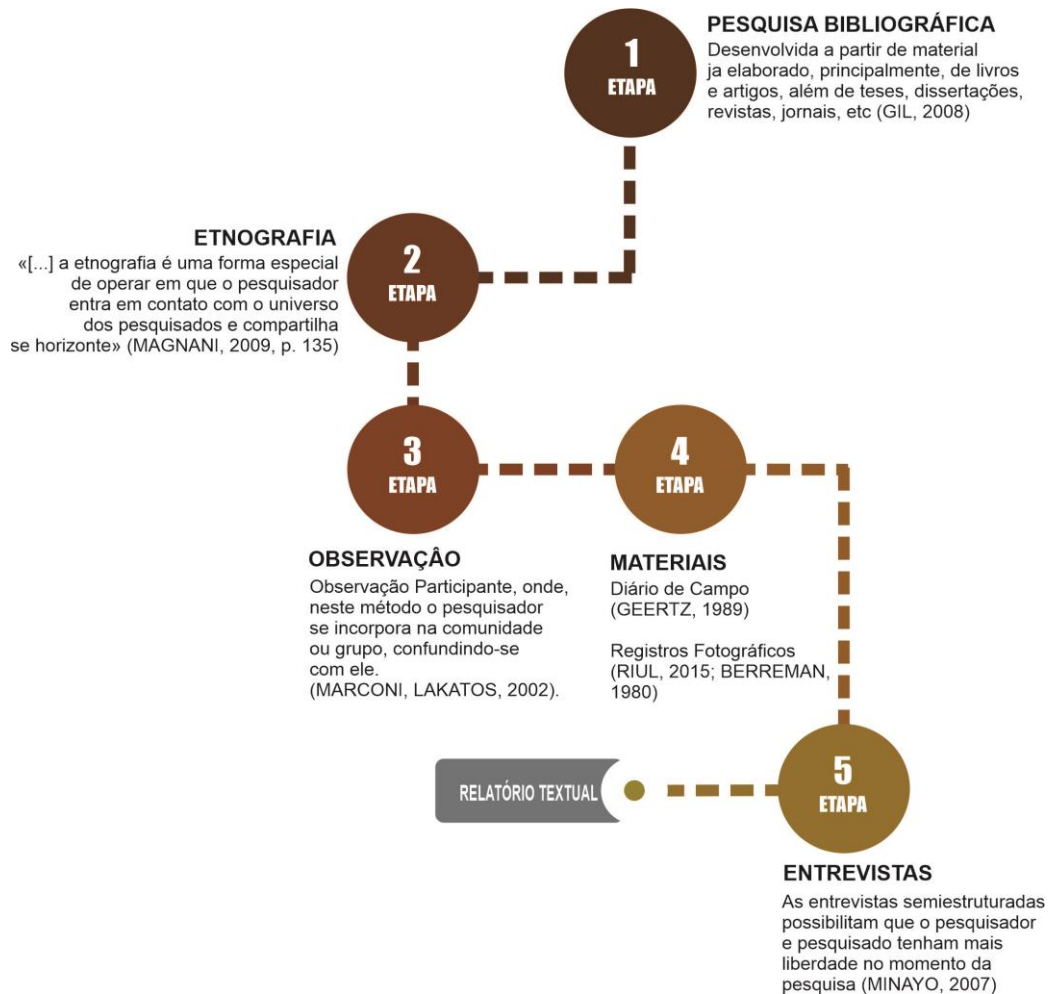 1
ETAPA
PESQUISA BIBLIOGRÁFICA
Desenvolvida a partir de material
ja elaborado, principalmente, de livros
e artigos, além de teses, dissertações,
revistas, jornais, etc (GIL, 2008)
2
ETAPA
ETNOGRAFIA
«[...] a etnografia é uma forma especial
de operar em que o pesquisador
entra em contato com o universo
dos pesquisados e compartilha
se horizonte» (MAGNANI, 2009, p. 135)
3
ETAPA
OBSERVAÇÂO
Observação Participante, onde,
neste método o pesquisador
se incorpora na comunidade
ou grupo, confundindo-se
com ele.
(MARCONI, LAKATOS, 2002).
4
ETAPA
MATERIAIS
Diário de Campo
(GEERTZ, 1989)
Registros Fotográficos
(RIUL, 2015; BERREMAN,
1980)
5
ETAPA
ENTREVISTAS
As entrevistas semiestruturadas
possibilitam que o pesquisador
e pesquisado tenham mais
liberdade no momento da
pesquisa (MINAYO, 2007)
RELATÓRIO TEXTUAL